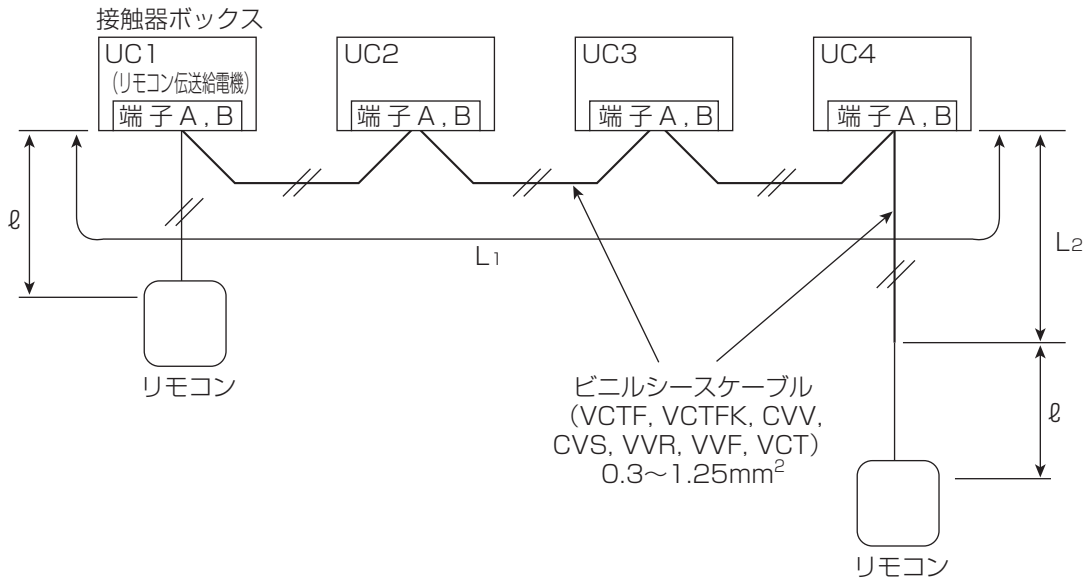 接触器ボックス
UC1
(リモコン伝送給電機)
端子A,B
UC2
端子A,B
UC3
端子A,B
UC4
端子A,B
ℓ
L1
L2
リモコン
ビニルシースケーブル
(VCTF, VCTFK, CVV,
CVS, VVR, VVF, VCT)
0.3〜1.25mm²
ℓ
リモコン